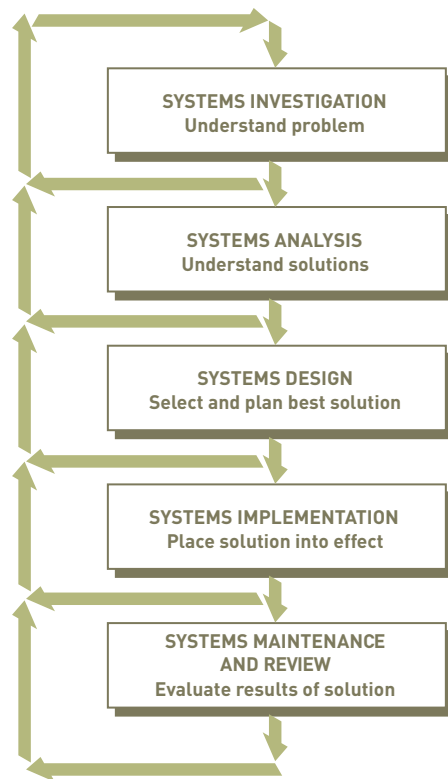 SYSTEMS INVESTIGATION
Understand problem
SYSTEMS ANALYSIS
Understand solutions
SYSTEMS DESIGN
Select and plan best solution
SYSTEMS IMPLEMENTATION
Place solution into effect
SYSTEMS MAINTENANCE
AND REVIEW
Evaluate results of solution